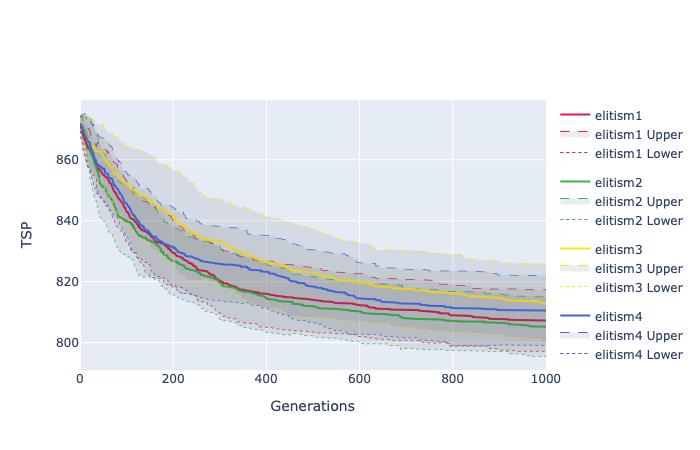 860
840
820
800
TSP
0
200
400
600
800
1000
Generations
elitism1
elitism1 Upper
elitism1 Lower
elitism2
elitism2 Upper
elitism2 Lower
elitism3
elitism3 Upper
elitism3 Lower
elitism4
elitism4 Upper
elitism4 Lower